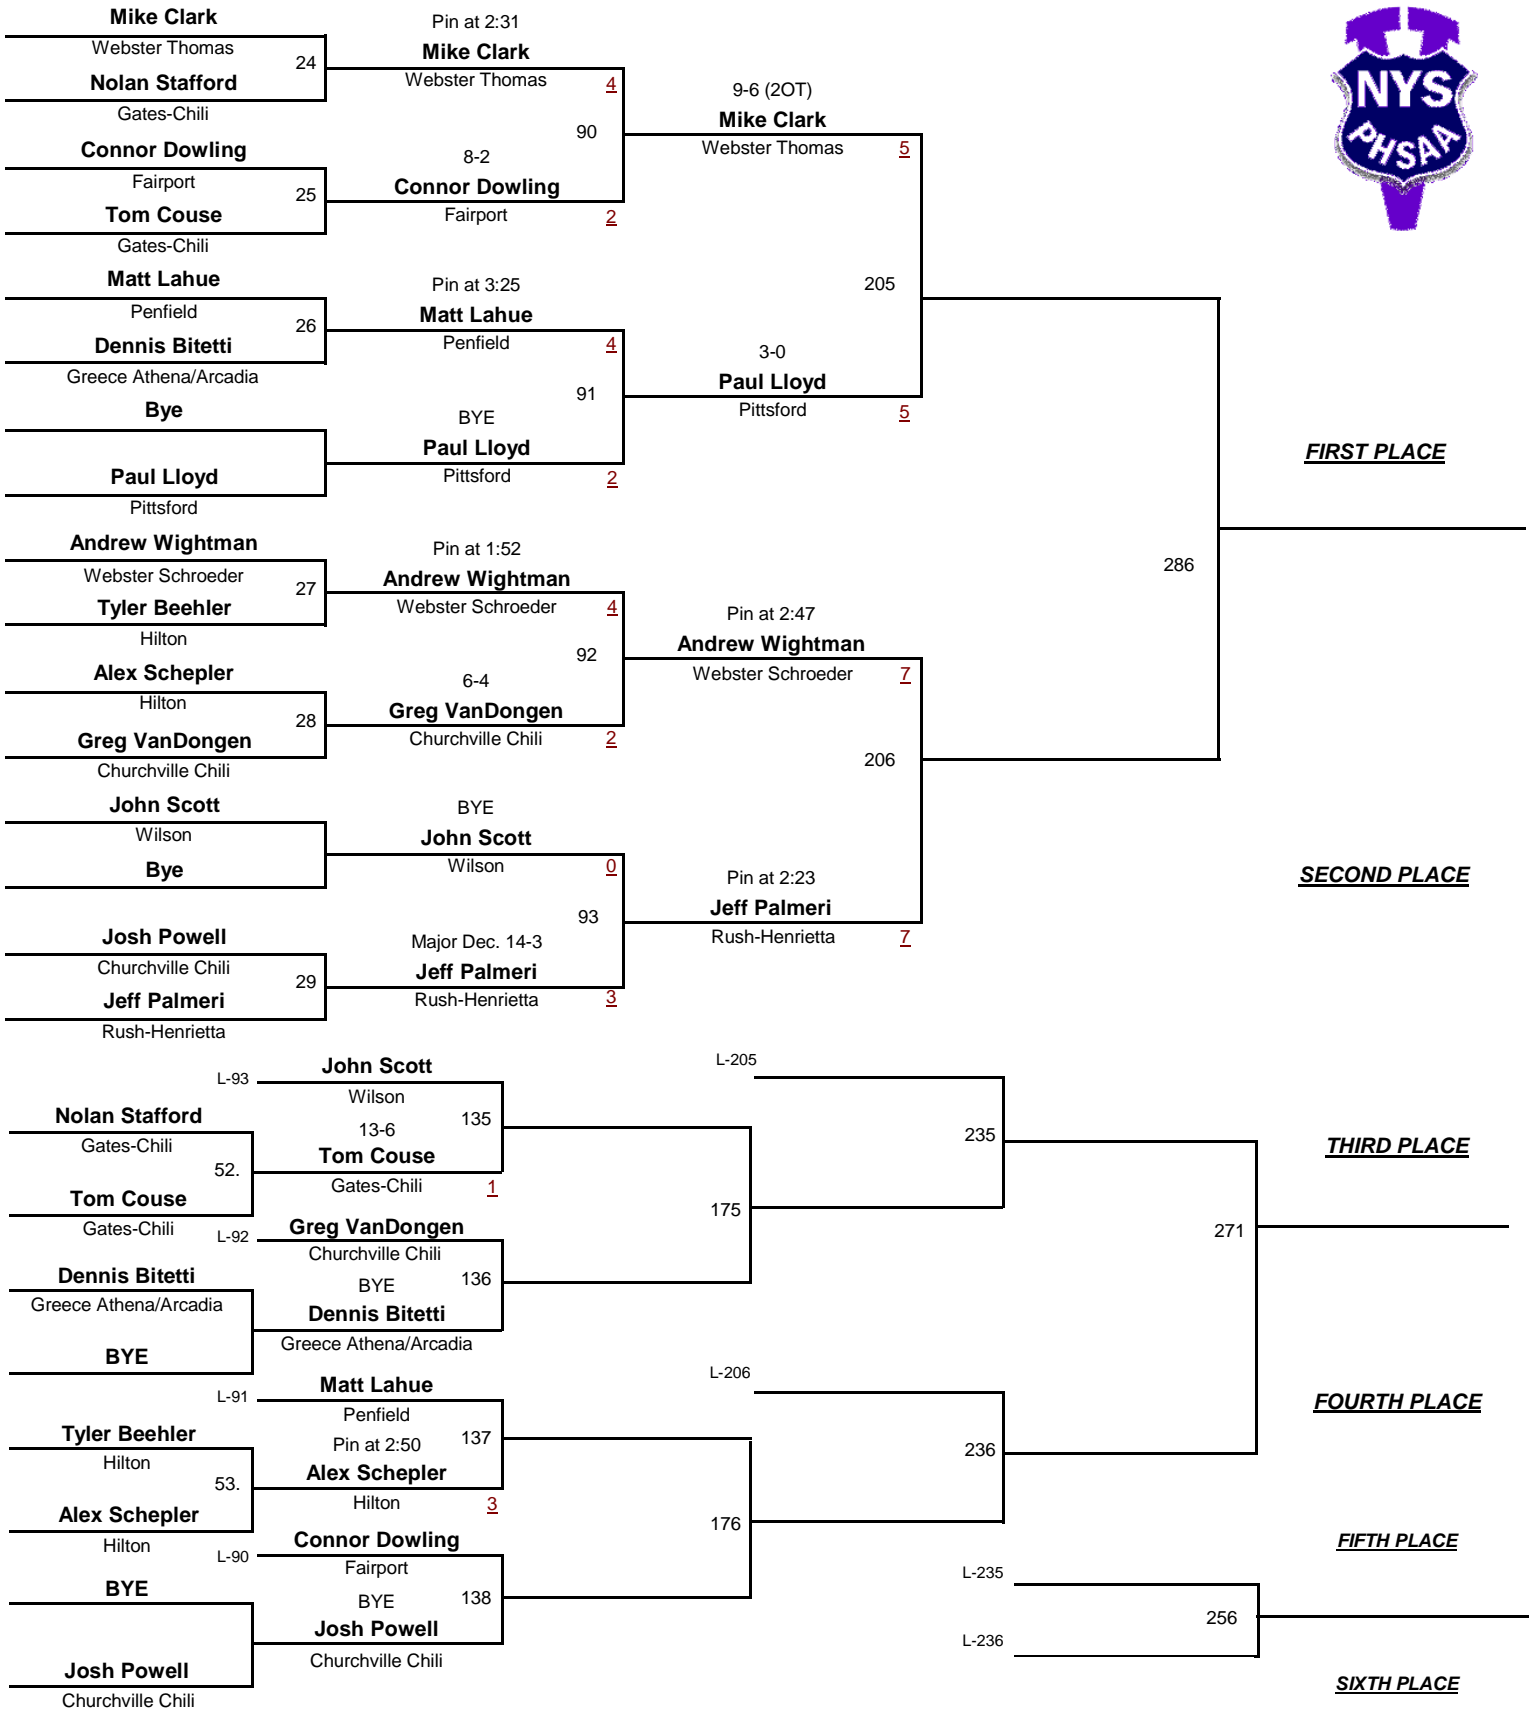 Mike Clark
Webster Thomas
24
Nolan Stafford
Gates-Chili
Connor Dowling
Fairport
25
Tom Couse
Gates-Chili
Matt Lahue
Penfield
26
Dennis Bitetti
Greece Athena/Arcadia
Bye
Paul Lloyd
Pittsford
Andrew Wightman
Webster Schroeder
27
Tyler Beehler
Hilton
Alex Schepler
Hilton
28
Greg VanDongen
Churchville Chili
John Scott
Wilson
Bye
Josh Powell
Churchville Chili
29
Jeff Palmeri
Rush-Henrietta
Pin at 2:31
Mike Clark
Webster Thomas
4
90
8-2
Connor Dowling
Fairport
2
Pin at 3:25
Matt Lahue
Penfield
4
91
BYE
Paul Lloyd
Pittsford
2
Pin at 1:52
Andrew Wightman
Webster Schroeder
4
92
6-4
Greg VanDongen
Churchville Chili
2
BYE
John Scott
Wilson
0
93
Major Dec. 14-3
Jeff Palmeri
Rush-Henrietta
3
9-6 (2OT)
Mike Clark
Webster Thomas
5
205
3-0
Paul Lloyd
Pittsford
5
Pin at 2:47
Andrew Wightman
Webster Schroeder
7
206
Pin at 2:23
Jeff Palmeri
Rush-Henrietta
7
286
NYS
PHSAA
FIRST PLACE
SECOND PLACE
L-93
John Scott
Wilson
135
Nolan Stafford
Gates-Chili
52.
Tom Couse
Gates-Chili
13-6
Tom Couse
Gates-Chili
1
L-92
Greg VanDongen
Churchville Chili
136
Dennis Bitetti
Greece Athena/Arcadia
BYE
BYE
Dennis Bitetti
Greece Athena/Arcadia
L-91
Matt Lahue
Penfield
137
Tyler Beehler
Hilton
53.
Alex Schepler
Hilton
Pin at 2:50
Alex Schepler
Hilton
3
L-90
Connor Dowling
Fairport
138
BYE
Josh Powell
Churchville Chili
BYE
Josh Powell
Churchville Chili
L-205
175
235
L-206
176
236
271
THIRD PLACE
FOURTH PLACE
L-235
256
L-236
FIFTH PLACE
SIXTH PLACE